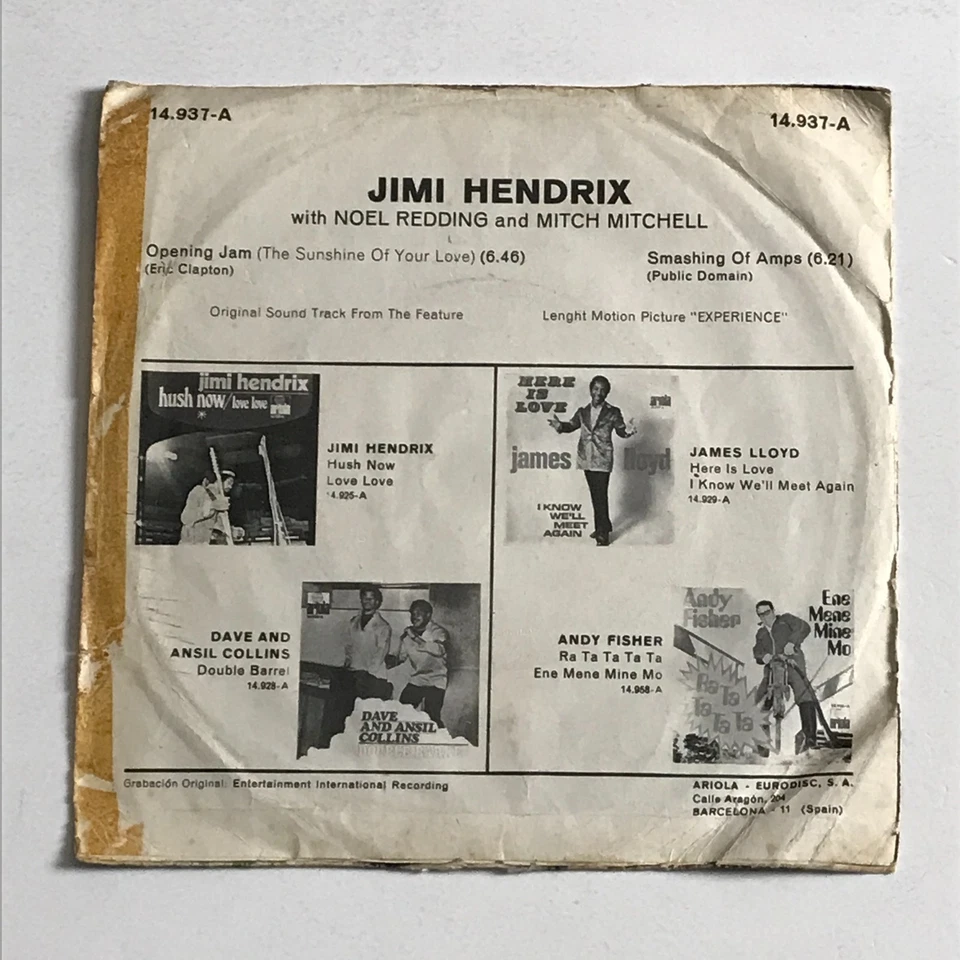 14.937-A
14.937-A
JIMI HENDRIX
with NOEL REDDING and MITCH MITCHELL
Opening Jam (The Sunshine Of Your Love) (6.46)
(Eric Clapton)
Smashing Of Amps (6.21)
(Public Domain)
Original Sound Track From The Feature
Lenght Motion Picture "EXPERIENCE"
jimi hendrix
hush now/love love
ariola
JIMI HENDRIX
Hush Now
Love Love
14.925-A
HERE
IS
LOVE
ariola
james lloyd
I KNOW
WE'LL
MEET
AGAIN
JAMES LLOYD
Here Is Love
I Know We'll Meet Again
14.929-A
DAVE AND
ANSIL COLLINS
Double Barrel
14.928-A
ariola
DAVE
AND ANSIL
COLLINS
ANDY FISHER
Ra Ta Ta Ta Ta
Ene Mene Mine Mo
14.958-A
Andy
Fisher
Ene
Mene
Mine
Mo
Ra Ta
Ta
Ta Ta
ariola
Grabación Original: Entertainment International Recording
ARIOLA - EURODISC, S. A.
Calle Aragón, 204
BARCELONA - 11 (Spain)